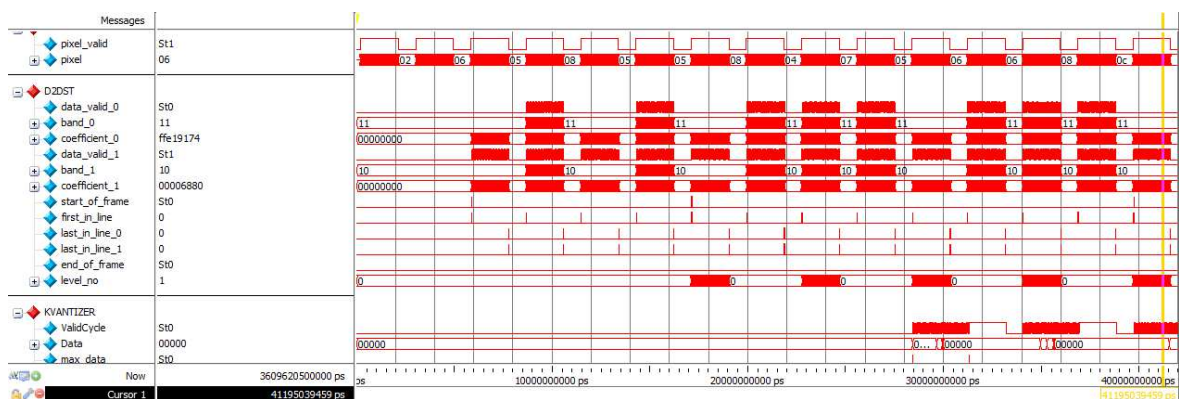 Messages
pixel_valid St1
pixel 06 02 06 05 08 05 05 08 04 07 05 06 06 08 0c
D2DST
data_valid_0 St0
band_0 11 11 11 11 11 11 11 11 11 11
coefficient_0 ffe19174 00000000
data_valid_1 St1
band_1 10 10 10 10 10 10 10 10 10 10
coefficient_1 00006880 00000000
start_of_frame St0
first_in_line 0
last_in_line_0 0
last_in_line_1 0
end_of_frame St0
level_no 1 0 0 0 0 0
KVANTIZER
ValidCycle St0
Data 00000 00000 0... 00000 00000
max_data St0
Now 3609620500000 ps ps 10000000000 ps 20000000000 ps 30000000000 ps 40000000000 ps
Cursor 1 41195039459 ps 41195039459 ps